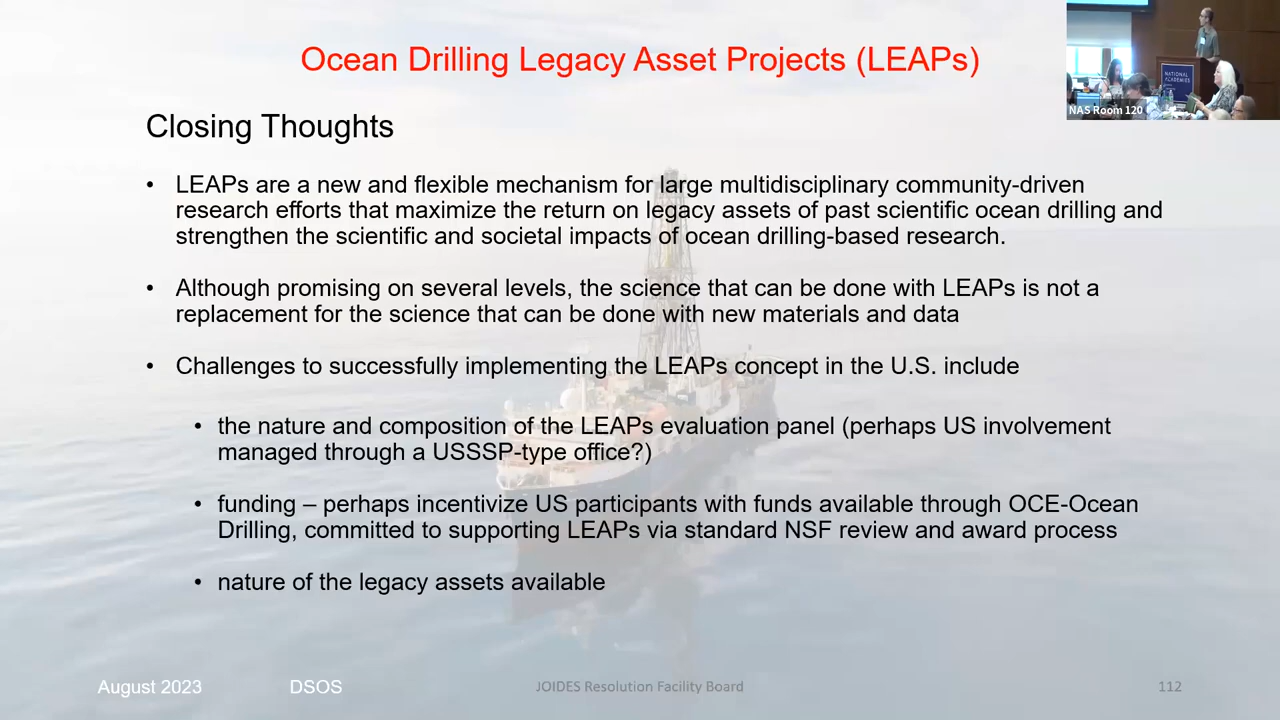 Ocean Drilling Legacy Asset Projects (LEAPs)
NATIONAL
ACADEMIES
NAS Room 120
Closing Thoughts
• LEAPs are a new and flexible mechanism for large multidisciplinary community-driven
research efforts that maximize the return on legacy assets of past scientific ocean drilling and
strengthen the scientific and societal impacts of ocean drilling-based research.
• Although promising on several levels, the science that can be done with LEAPs is not a
replacement for the science that can be done with new materials and data
• Challenges to successfully implementing the LEAPs concept in the U.S. include
• the nature and composition of the LEAPs evaluation panel (perhaps US involvement
managed through a USSSP-type office?)
• funding – perhaps incentivize US participants with funds available through OCE-Ocean
Drilling, committed to supporting LEAPs via standard NSF review and award process
• nature of the legacy assets available
August 2023
DSOS
JOIDES Resolution Facility Board
112